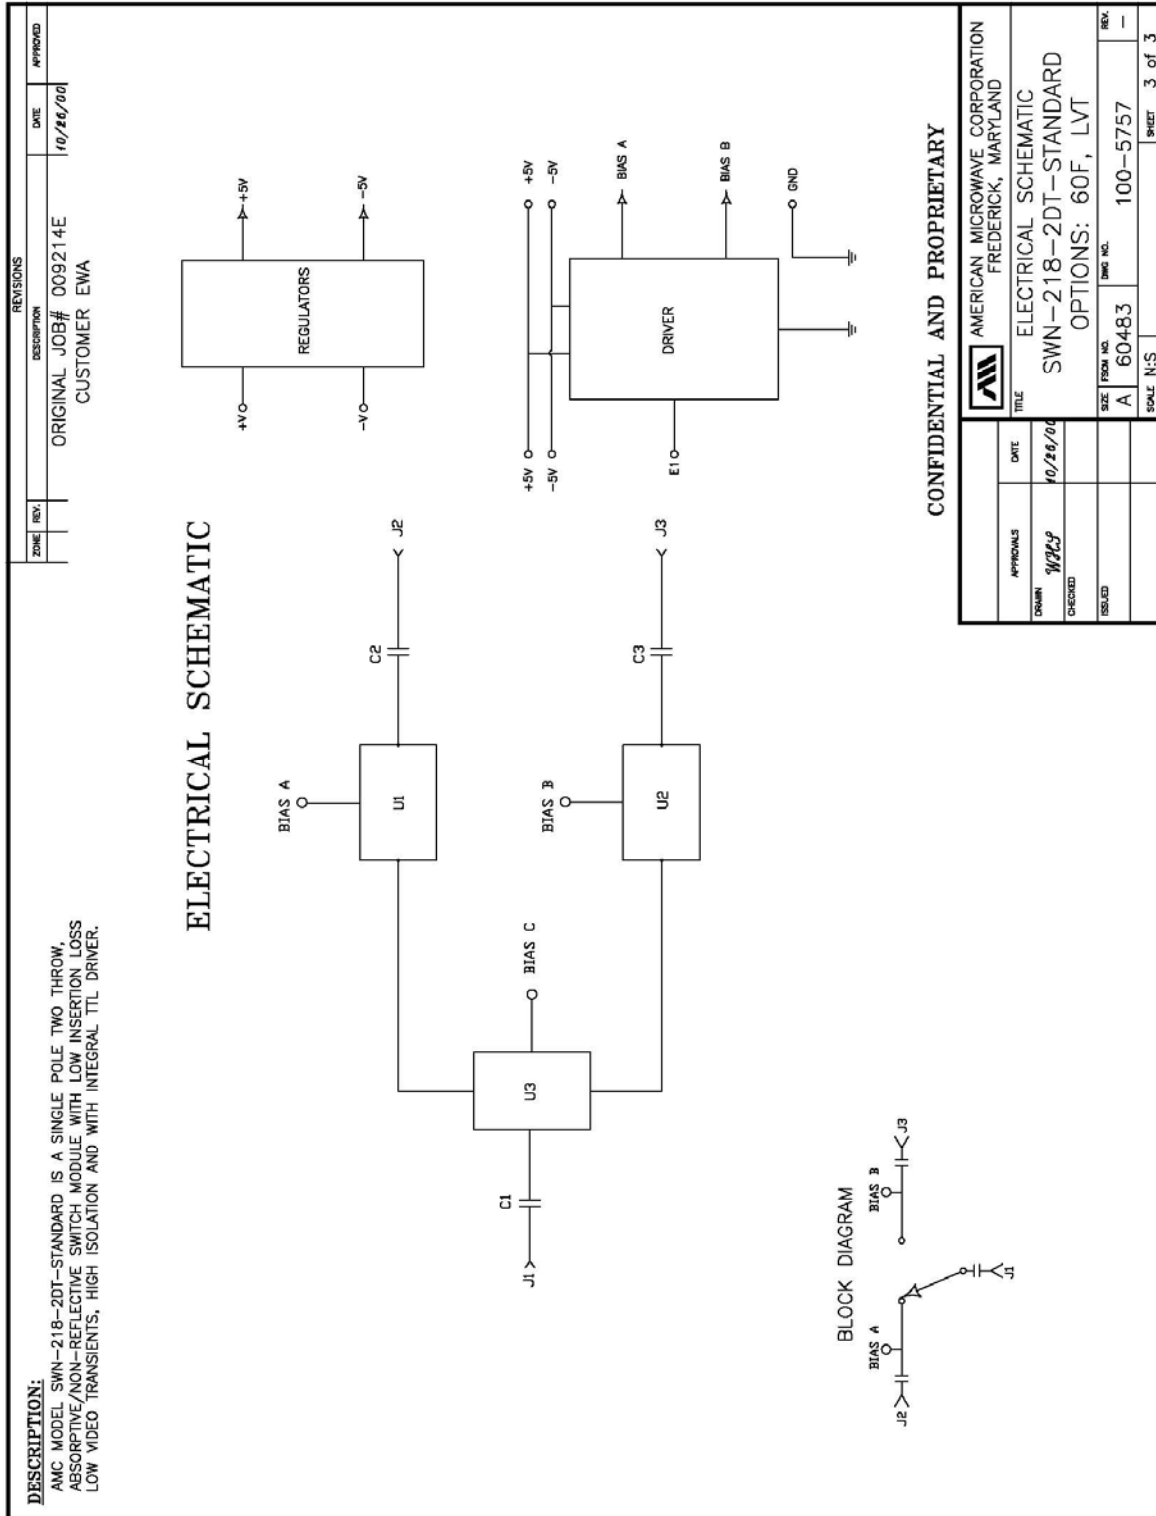 DESCRIPTION:
AMC MODEL SWN-218-2DT-STANDARD IS A SINGLE POLE TWO THROW,
ABSORPTIVE/NON-REFLECTIVE SWITCH MODULE WITH LOW INSERTION LOSS
LOW VIDEO TRANSIENTS, HIGH ISOLATION AND WITH INTEGRAL TTL DRIVER.
REVISIONS
ZONE REV. DESCRIPTION DATE APPROVED
ORIGINAL JOB# 009214E 10/26/00
CUSTOMER EWA
ELECTRICAL SCHEMATIC
BIAS A
U1
C2
J2
J1
C1
U3
BIAS C
BIAS B
U2
C3
J3
+V
-V
REGULATORS
+5V
-5V
+5V
-5V
+5V
-5V
E1
DRIVER
BIAS A
BIAS B
GND
BLOCK DIAGRAM
BIAS A
BIAS B
J2
J3
J1
CONFIDENTIAL AND PROPRIETARY
APPROVALS DATE
DRAWN WHS 10/26/00
CHECKED
ISSUED
AMERICAN MICROWAVE CORPORATION
FREDERICK, MARYLAND
TITLE
ELECTRICAL SCHEMATIC
SWN-218-2DT-STANDARD
OPTIONS: 60F, LVT
SIZE FSCM NO. DWG NO. REV.
A 60483 100-5757 –
SCALE N:S SHEET 3 of 3